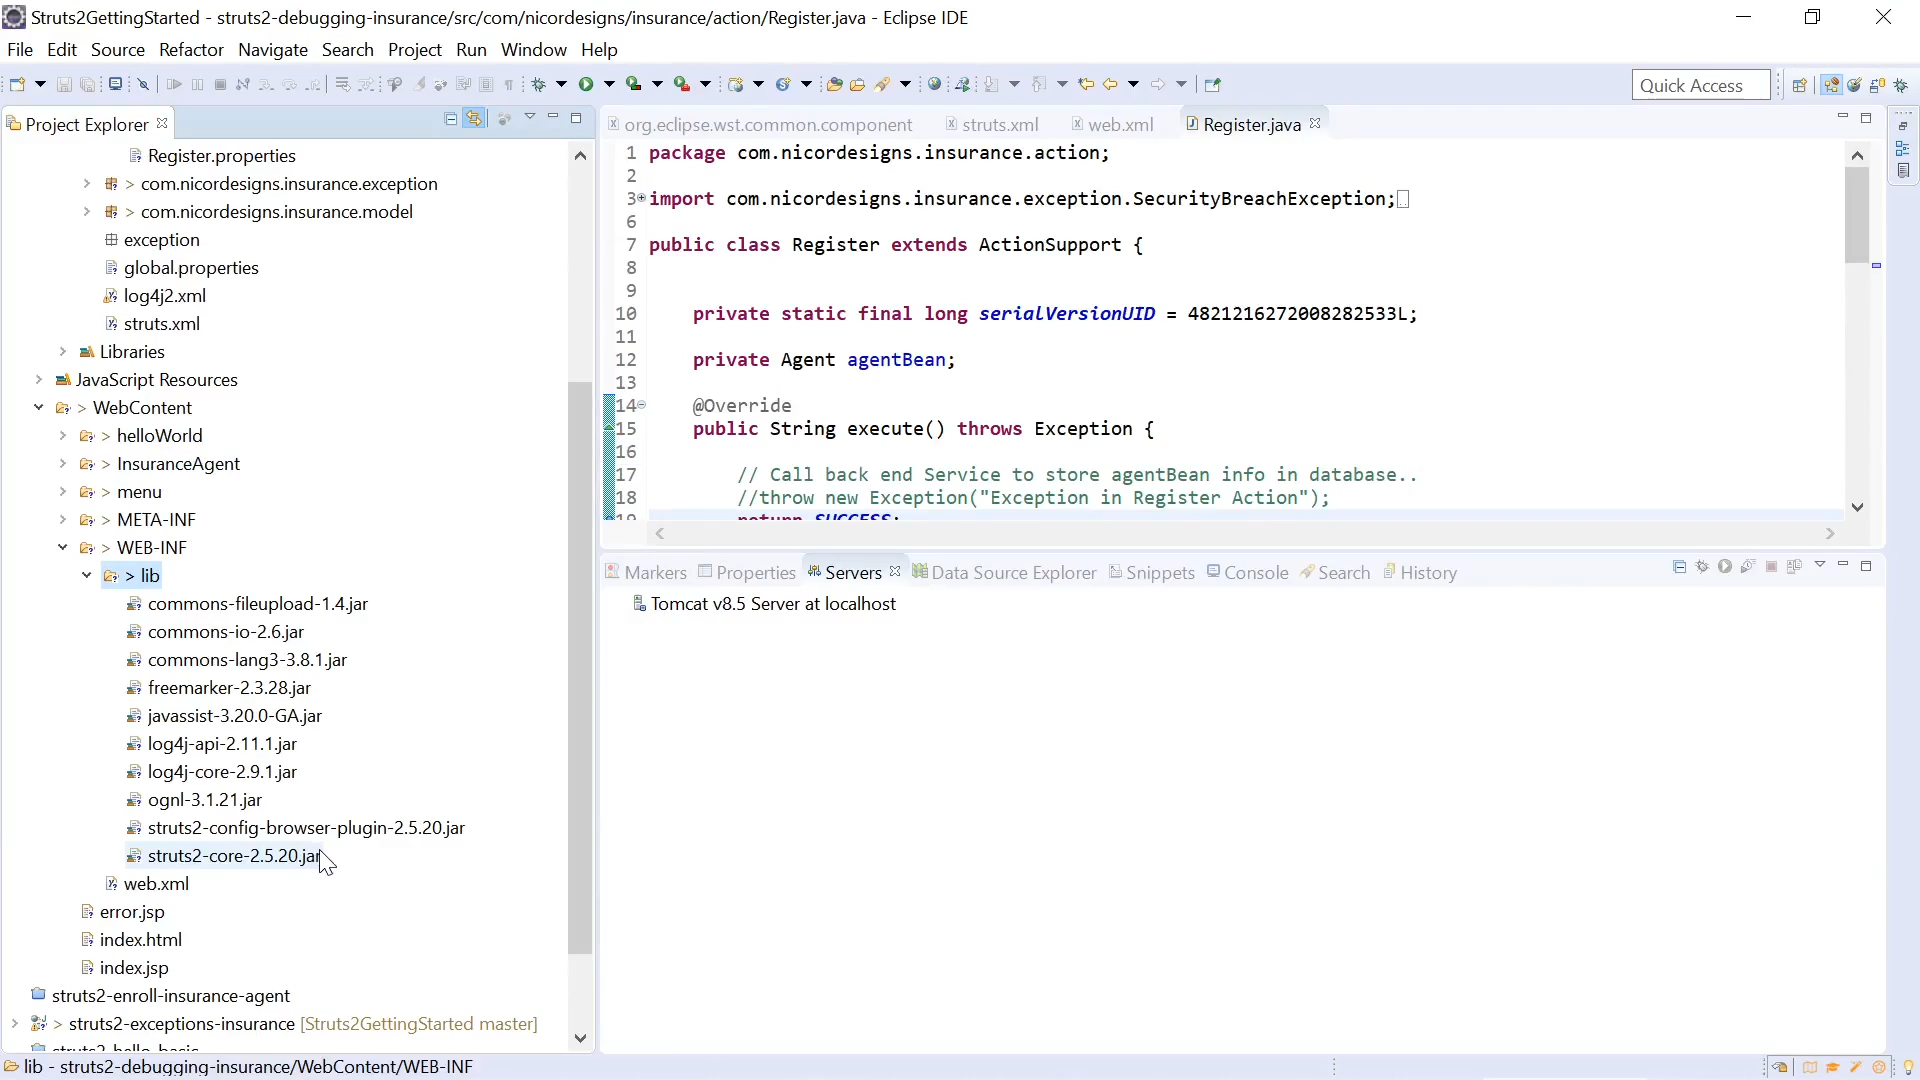 Struts2GettingStarted - struts2-debugging-insurance/src/com/nicordesigns/insurance/action/Register.java - Eclipse IDE
File Edit Source Refactor Navigate Search Project Run Window Help
Quick Access
Project Explorer
Register.properties
> com.nicordesigns.insurance.exception
> com.nicordesigns.insurance.model
exception
global.properties
log4j2.xml
struts.xml
Libraries
JavaScript Resources
> WebContent
> helloWorld
> InsuranceAgent
> menu
> META-INF
> WEB-INF
> lib
commons-fileupload-1.4.jar
commons-io-2.6.jar
commons-lang3-3.8.1.jar
freemarker-2.3.28.jar
javassist-3.20.0-GA.jar
log4j-api-2.11.1.jar
log4j-core-2.9.1.jar
ognl-3.1.21.jar
struts2-config-browser-plugin-2.5.20.jar
struts2-core-2.5.20.jar
web.xml
error.jsp
index.html
index.jsp
struts2-enroll-insurance-agent
> struts2-exceptions-insurance [Struts2GettingStarted master]
struts2-hello-basic
org.eclipse.wst.common.component struts.xml web.xml Register.java
1 package com.nicordesigns.insurance.action;
2
3 import com.nicordesigns.insurance.exception.SecurityBreachException;
6
7 public class Register extends ActionSupport {
8
9
10 private static final long serialVersionUID = 4821216272008282533L;
11
12 private Agent agentBean;
13
14 @Override
15 public String execute() throws Exception {
16
17 // Call back end Service to store agentBean info in database..
18 //throw new Exception("Exception in Register Action");
19 return SUCCESS;
Markers Properties Servers Data Source Explorer Snippets Console Search History
Tomcat v8.5 Server at localhost
lib - struts2-debugging-insurance/WebContent/WEB-INF